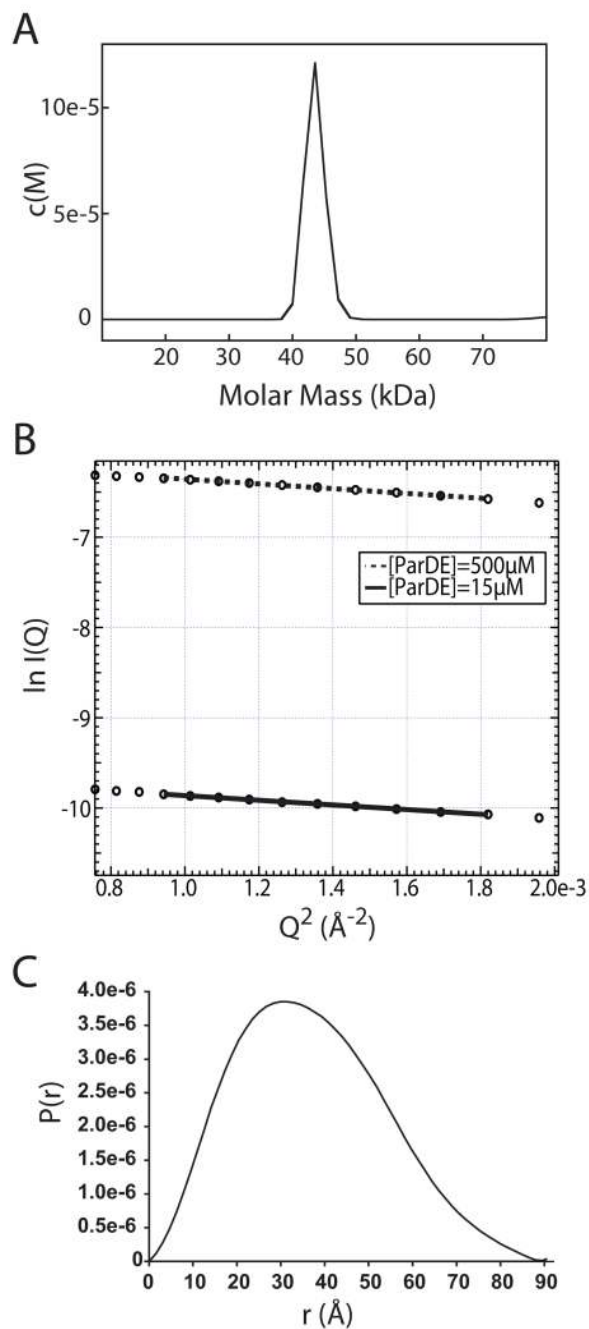 A
c(M)
10e-5
5e-5
0
20 30 40 50 60 70
Molar Mass (kDa)
B
ln I(Q)
-7
-8
-9
-10
[ParDE]=500µM
[ParDE]=15µM
0.8 1.0 1.2 1.4 1.6 1.8 2.0e-3
Q² (Å⁻²)
C
P(r)
4.0e-6
3.5e-6
3.0e-6
2.5e-6
2.0e-6
1.5e-6
1.0e-6
0.5e-6
0
0 10 20 30 40 50 60 70 80 90
r (Å)